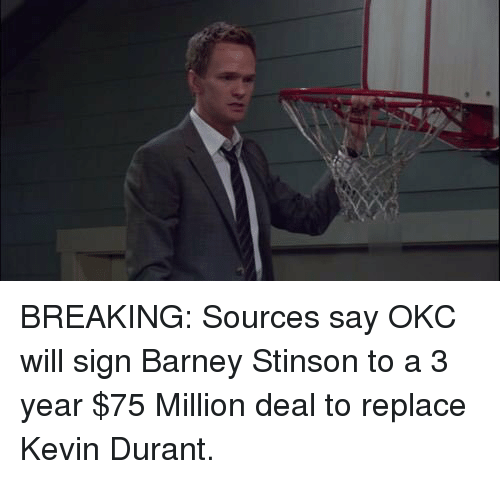 BREAKING: Sources say OKC
will sign Barney Stinson to a 3
year $75 Million deal to replace
Kevin Durant.